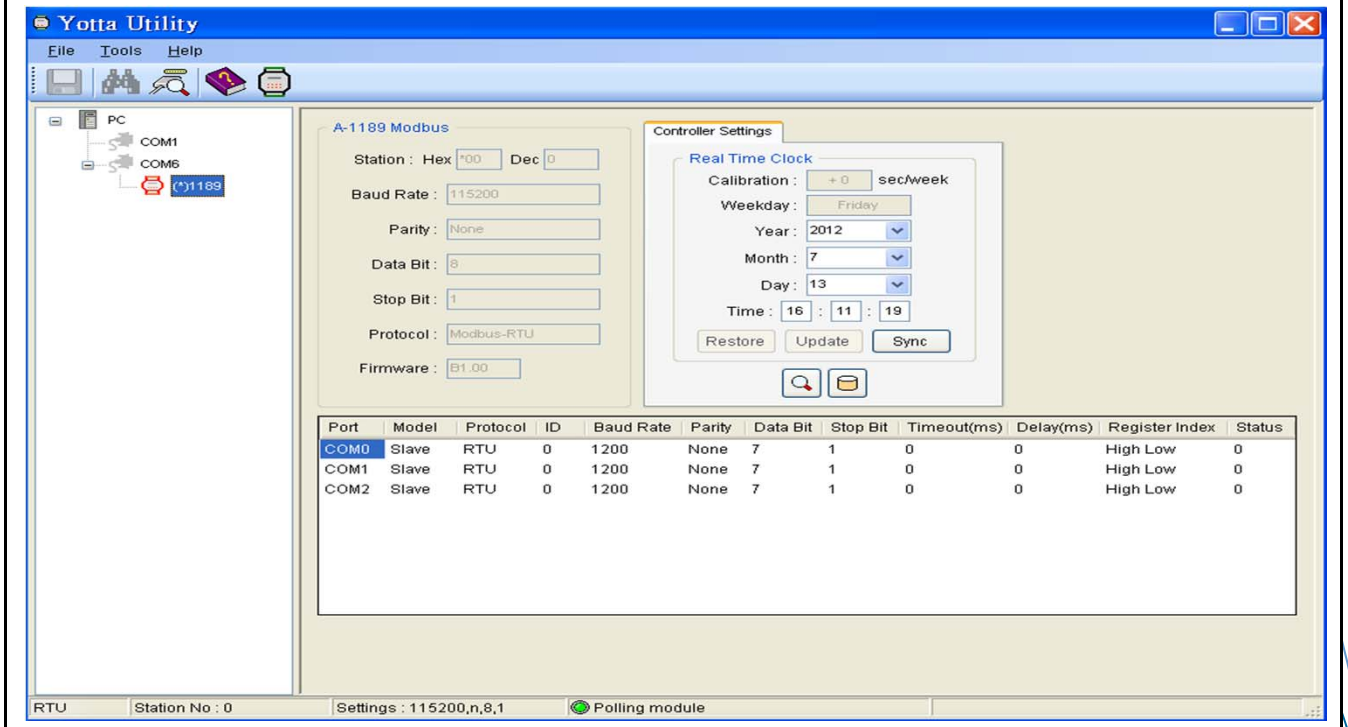 Yotta Utility
File Tools Help
PC
COM1
COM6
(*)1189
A-1189 Modbus
Station : Hex *00 Dec 0
Baud Rate : 115200
Parity : None
Data Bit : 8
Stop Bit : 1
Protocol : Modbus-RTU
Firmware : B1.00
Controller Settings
Real Time Clock
Calibration : + 0 sec/week
Weekday : Friday
Year : 2012
Month : 7
Day : 13
Time : 16 : 11 : 19
Restore Update Sync
Port Model Protocol ID Baud Rate Parity Data Bit Stop Bit Timeout(ms) Delay(ms) Register Index Status
COM0 Slave RTU 0 1200 None 7 1 0 0 High Low 0
COM1 Slave RTU 0 1200 None 7 1 0 0 High Low 0
COM2 Slave RTU 0 1200 None 7 1 0 0 High Low 0
RTU Station No : 0 Settings : 115200,n,8,1 Polling module